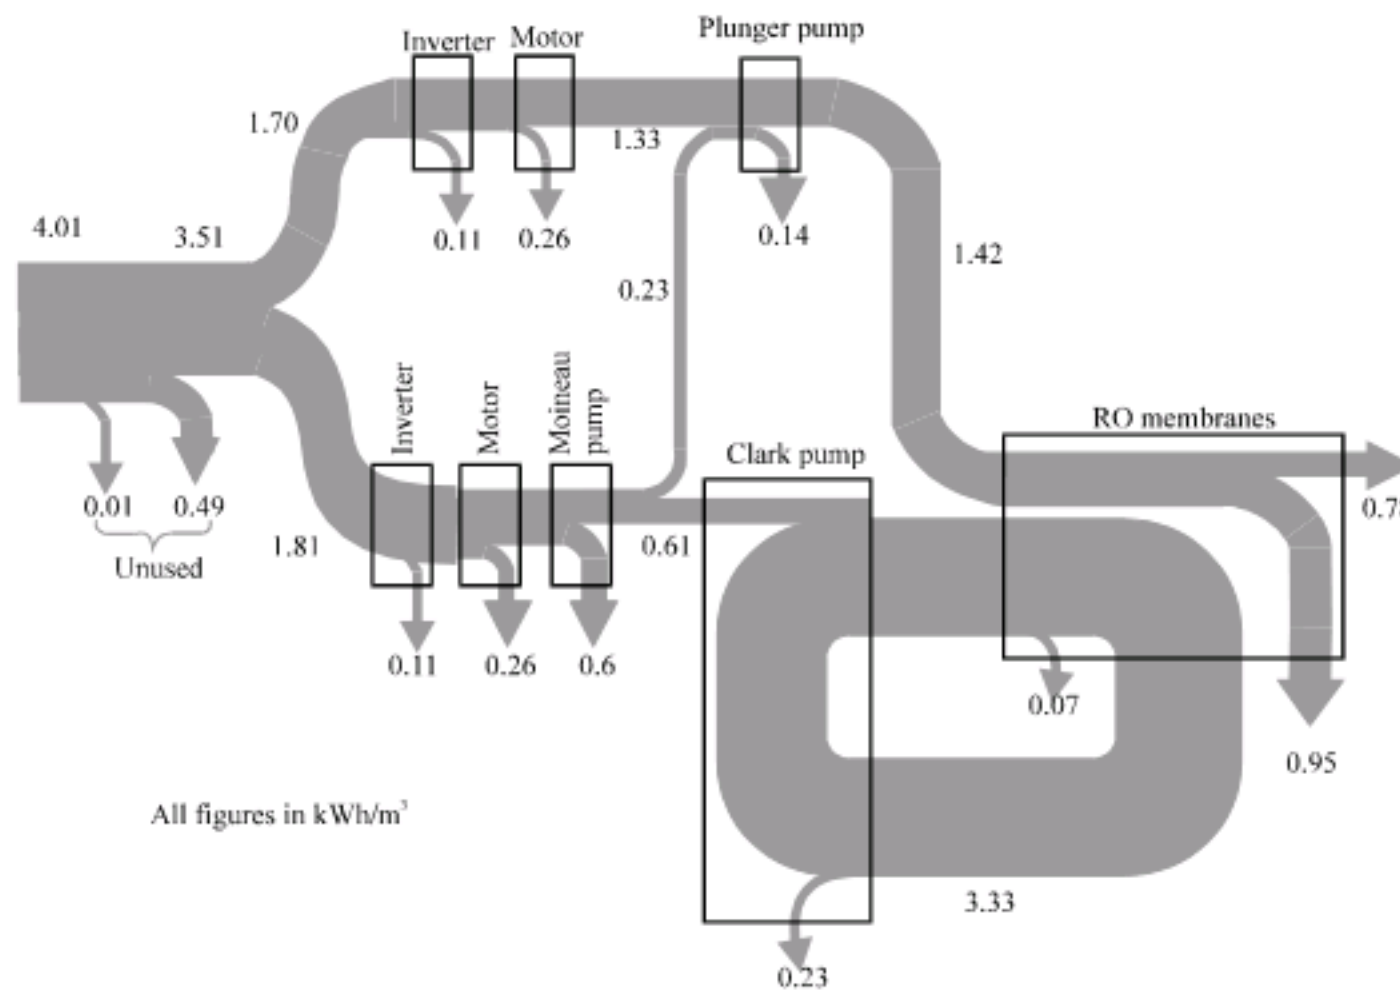 Inverter
Motor
Plunger pump
1.70
1.33
4.01
3.51
0.11
0.26
0.14
1.42
0.23
Inverter
Motor
Moineau
pump
RO membranes
Clark pump
0.01
0.49
Unused
1.81
0.61
0.11
0.26
0.6
0.07
0.95
All figures in kWh/m³
3.33
0.23